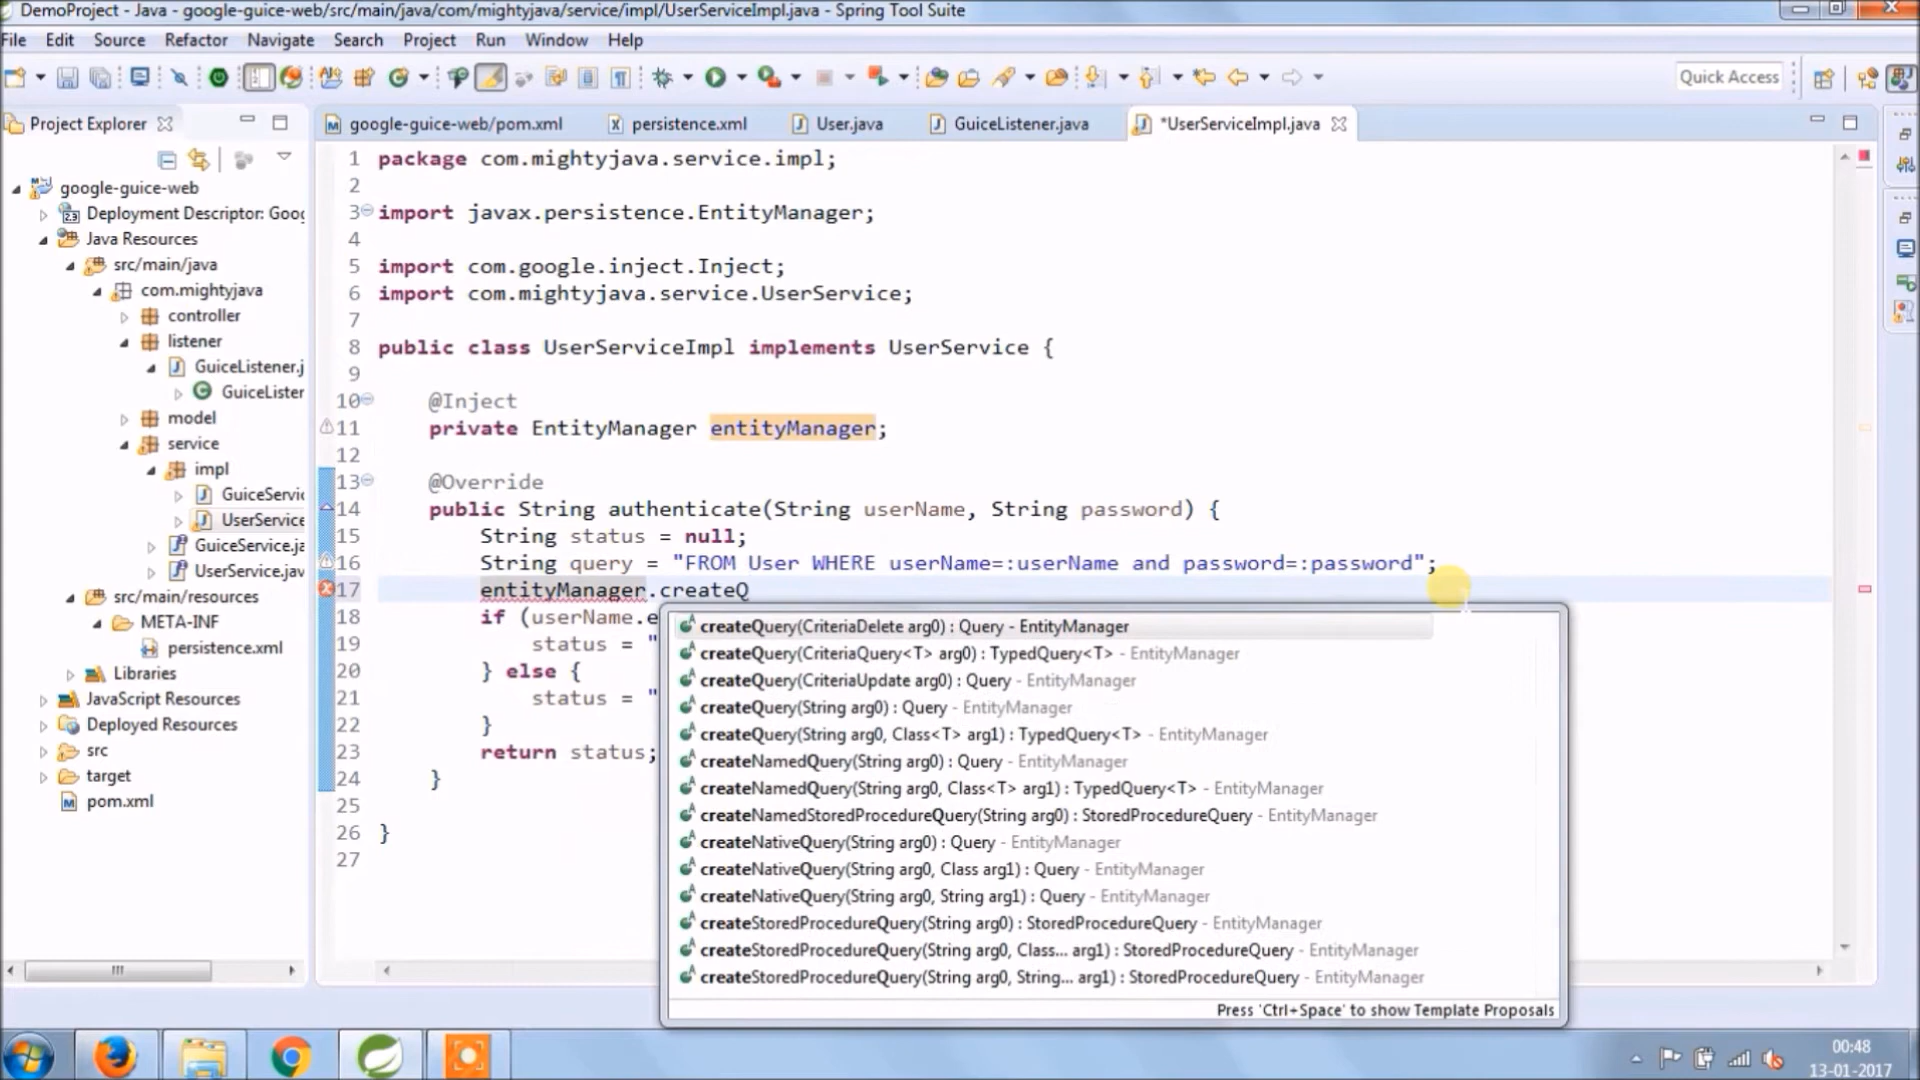 DemoProject - Java - google-guice-web/src/main/java/com/mightyjava/service/impl/UserServiceImpl.java - Spring Tool Suite
File Edit Source Refactor Navigate Search Project Run Window Help
Quick Access
Project Explorer
google-guice-web/pom.xml
persistence.xml
User.java
GuiceListener.java
*UserServiceImpl.java
google-guice-web
Deployment Descriptor: Goog
Java Resources
src/main/java
com.mightyjava
controller
listener
GuiceListener.j
GuiceLister
model
service
impl
GuiceServic
UserService
GuiceService.ja
UserService.jav
src/main/resources
META-INF
persistence.xml
Libraries
JavaScript Resources
Deployed Resources
src
target
pom.xml
1 package com.mightyjava.service.impl;
2
3 import javax.persistence.EntityManager;
4
5 import com.google.inject.Inject;
6 import com.mightyjava.service.UserService;
7
8 public class UserServiceImpl implements UserService {
9
10 @Inject
11 private EntityManager entityManager;
12
13 @Override
14 public String authenticate(String userName, String password) {
15 String status = null;
16 String query = "FROM User WHERE userName=:userName and password=:password";
17 entityManager.createQ
18 if (userName.e
19 status = "
20 } else {
21 status = "
22 }
23 return status;
24 }
25
26 }
27
createQuery(CriteriaDelete arg0) : Query - EntityManager
createQuery(CriteriaQuery<T> arg0) : TypedQuery<T> - EntityManager
createQuery(CriteriaUpdate arg0) : Query - EntityManager
createQuery(String arg0) : Query - EntityManager
createQuery(String arg0, Class<T> arg1) : TypedQuery<T> - EntityManager
createNamedQuery(String arg0) : Query - EntityManager
createNamedQuery(String arg0, Class<T> arg1) : TypedQuery<T> - EntityManager
createNamedStoredProcedureQuery(String arg0) : StoredProcedureQuery - EntityManager
createNativeQuery(String arg0) : Query - EntityManager
createNativeQuery(String arg0, Class arg1) : Query - EntityManager
createNativeQuery(String arg0, String arg1) : Query - EntityManager
createStoredProcedureQuery(String arg0) : StoredProcedureQuery - EntityManager
createStoredProcedureQuery(String arg0, Class... arg1) : StoredProcedureQuery - EntityManager
createStoredProcedureQuery(String arg0, String... arg1) : StoredProcedureQuery - EntityManager
Press 'Ctrl+Space' to show Template Proposals
00:48
13-01-2017